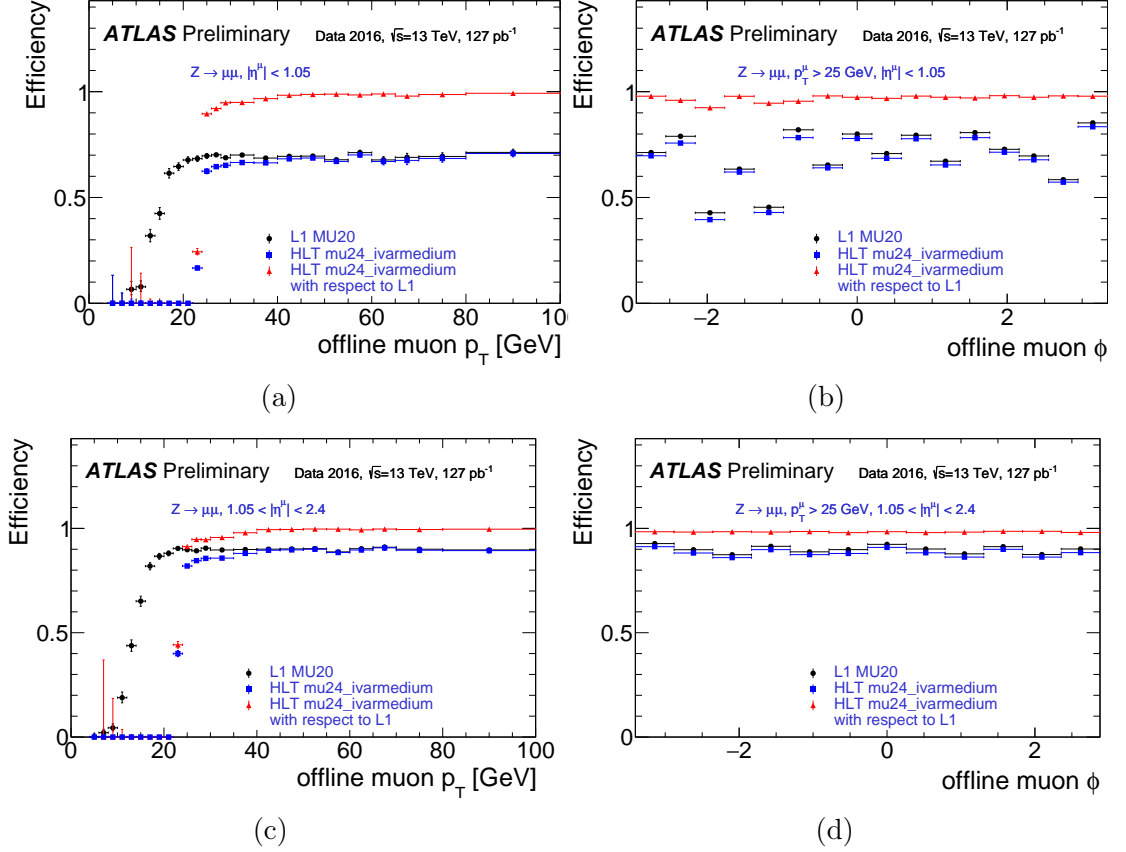 ATLAS Preliminary Data 2016, √s=13 TeV, 127 pb⁻¹
Z → μμ, |η^μ| < 1.05
Efficiency
1
0.5
0
L1 MU20
HLT mu24_ivarmedium
HLT mu24_ivarmedium
with respect to L1
0 20 40 60 80 100
offline muon p_T [GeV]
(a)
ATLAS Preliminary Data 2016, √s=13 TeV, 127 pb⁻¹
Z → μμ, p_T^μ > 25 GeV, |η^μ| < 1.05
Efficiency
1
0.5
0
L1 MU20
HLT mu24_ivarmedium
HLT mu24_ivarmedium
with respect to L1
−2 0 2
offline muon ϕ
(b)
ATLAS Preliminary Data 2016, √s=13 TeV, 127 pb⁻¹
Z → μμ, 1.05 < |η^μ| < 2.4
Efficiency
1
0.5
0
L1 MU20
HLT mu24_ivarmedium
HLT mu24_ivarmedium
with respect to L1
0 20 40 60 80 100
offline muon p_T [GeV]
(c)
ATLAS Preliminary Data 2016, √s=13 TeV, 127 pb⁻¹
Z → μμ, p_T^μ > 25 GeV, 1.05 < |η^μ| < 2.4
Efficiency
1
0.5
0
L1 MU20
HLT mu24_ivarmedium
HLT mu24_ivarmedium
with respect to L1
−2 0 2
offline muon ϕ
(d)